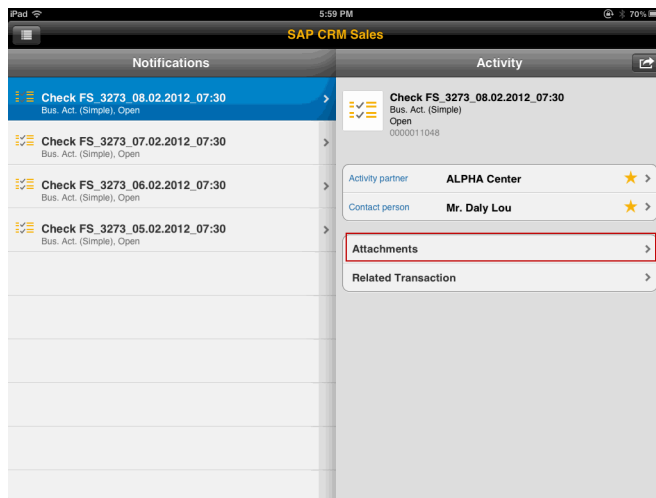 iPad 5:59 PM 70%
SAP CRM Sales
Notifications
Check FS_3273_08.02.2012_07:30
Bus. Act. (Simple), Open
Check FS_3273_07.02.2012_07:30
Bus. Act. (Simple), Open
Check FS_3273_06.02.2012_07:30
Bus. Act. (Simple), Open
Check FS_3273_05.02.2012_07:30
Bus. Act. (Simple), Open
Activity
Check FS_3273_08.02.2012_07:30
Bus. Act. (Simple)
Open
0000011048
Activity partner ALPHA Center
Contact person Mr. Daly Lou
Attachments
Related Transaction